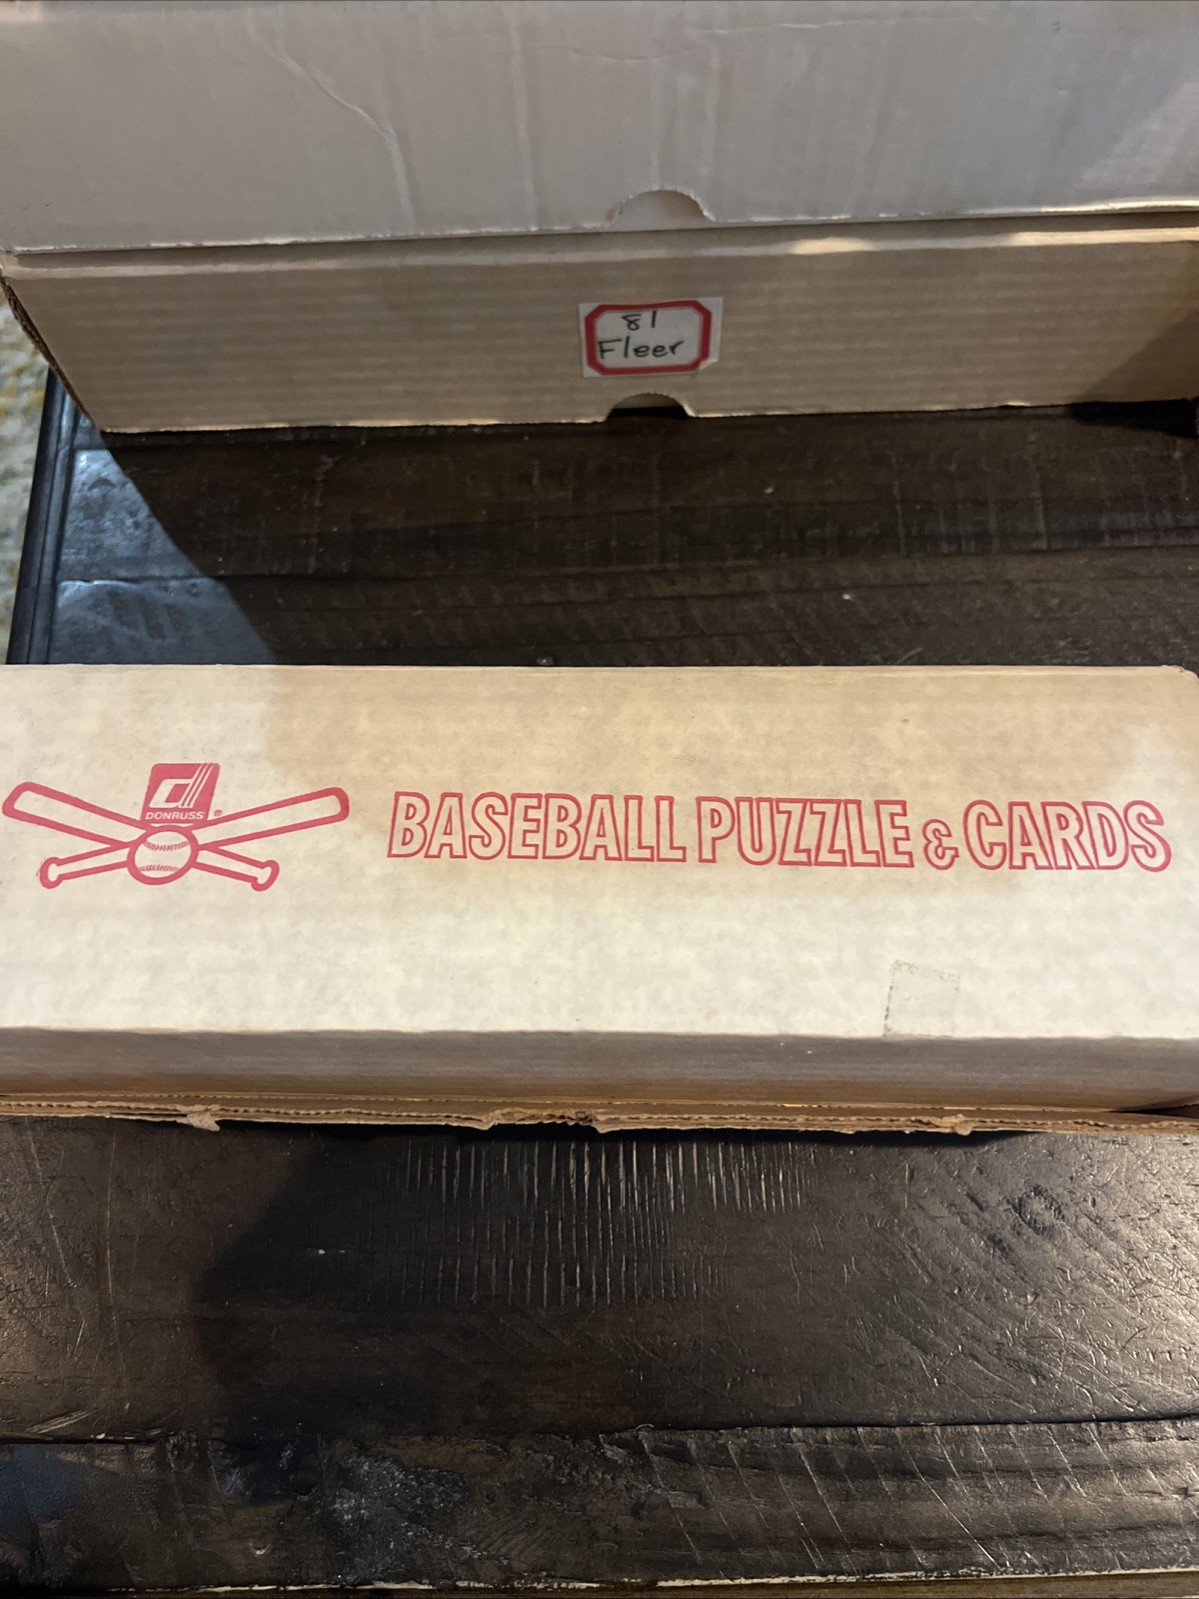 81
Fleer
DONRUSS®
BASEBALL PUZZLE & CARDS